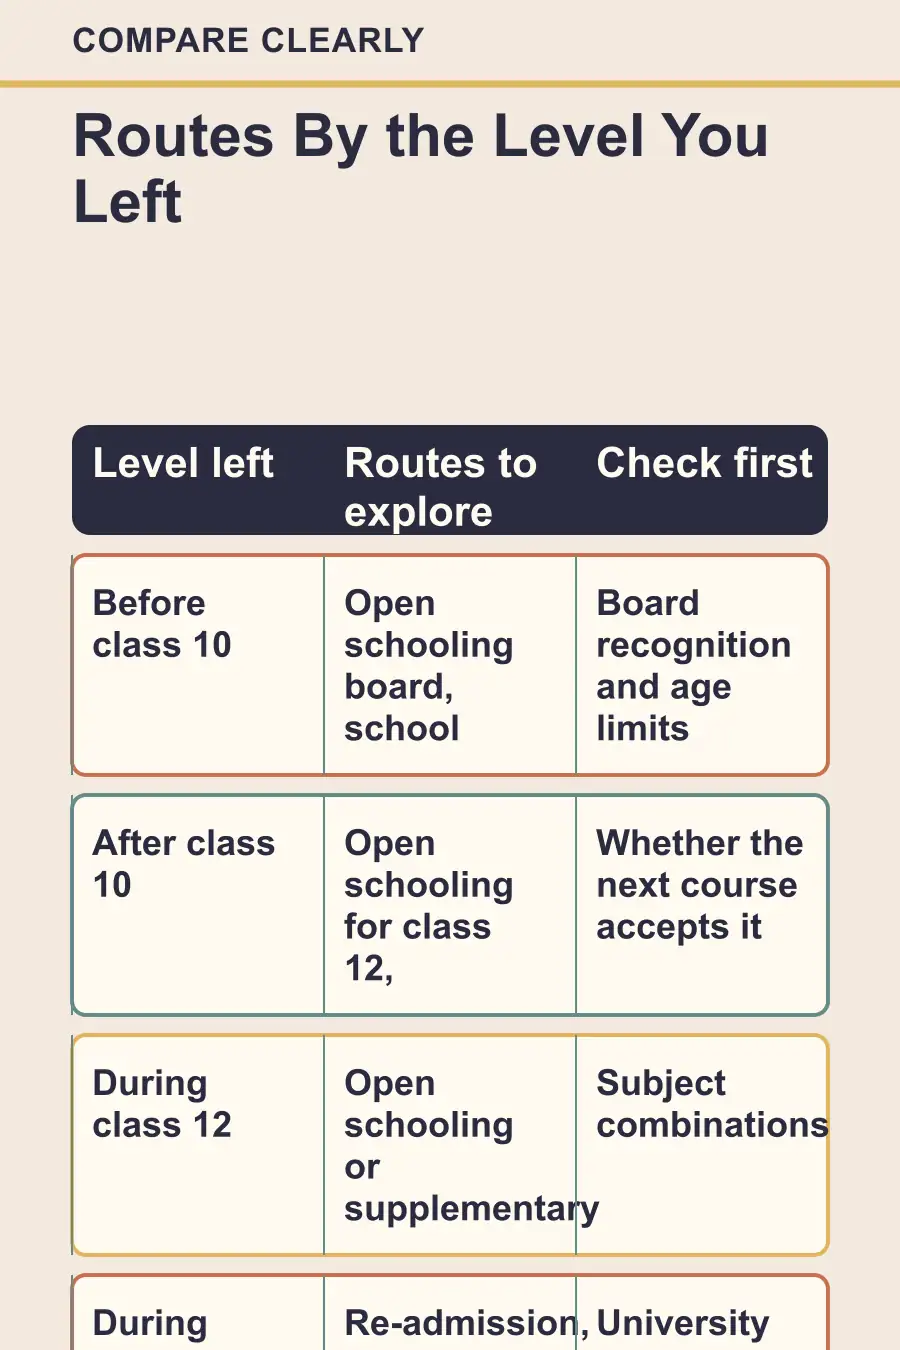 COMPARE CLEARLY
Routes By the Level You
Left
Level left
Routes to
explore
Check first
Before
class 10
Open
schooling
board,
school
Board
recognition
and age
limits
After class
10
Open
schooling
for class
12,
Whether the
next course
accepts it
During
class 12
Open
schooling
or
supplementary
Subject
combinations
During
Re-admission,
University